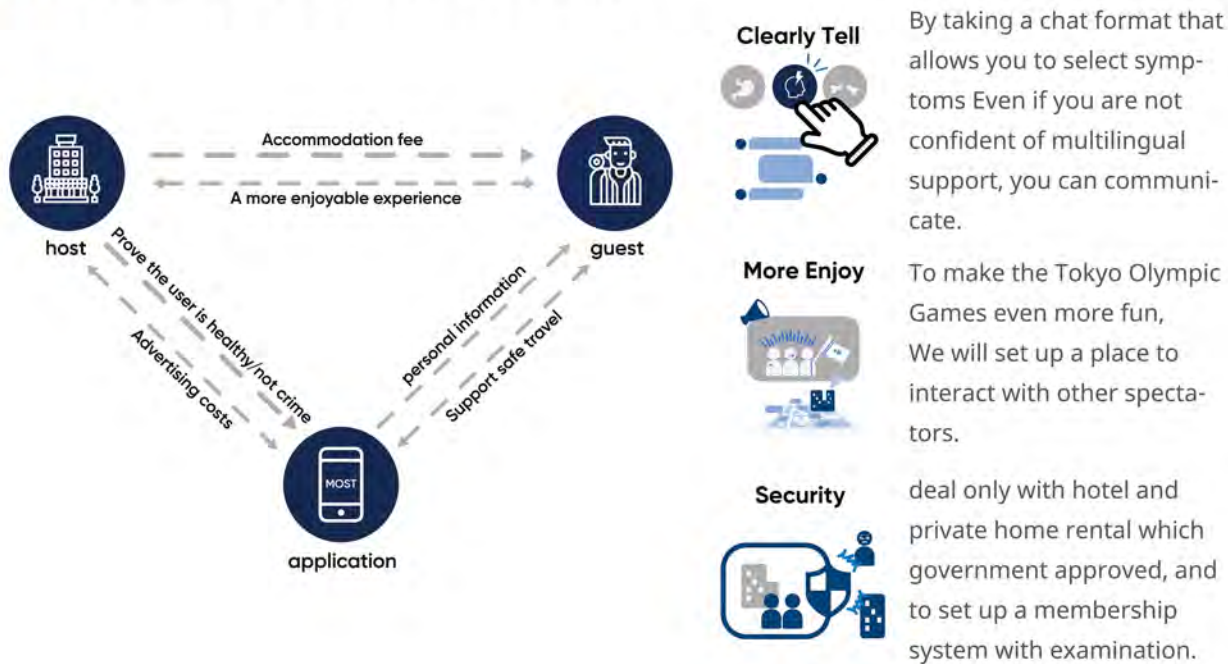 Accommodation fee
A more enjoyable experience
host
guest
Prove the user is healthy/not crime
Advertising costs
personal information
Support safe travel
MOST
application
Clearly Tell
By taking a chat format that
allows you to select symp-
toms Even if you are not
confident of multilingual
support, you can communi-
cate.
More Enjoy
To make the Tokyo Olympic
Games even more fun,
We will set up a place to
interact with other specta-
tors.
Security
deal only with hotel and
private home rental which
government approved, and
to set up a membership
system with examination.